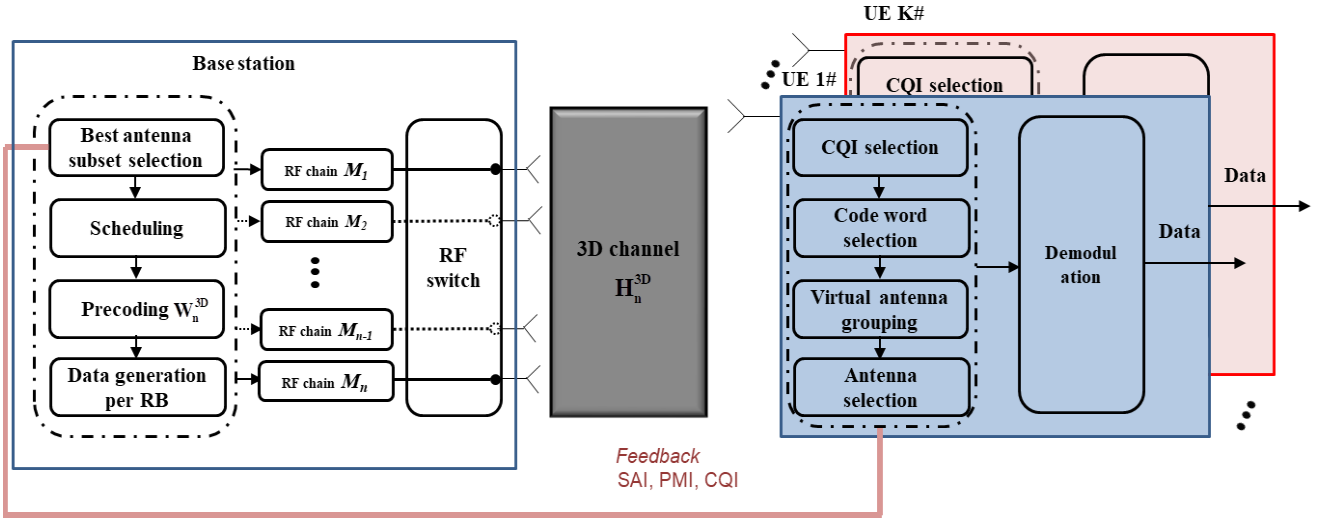 UE K#
Base station
UE 1#
CQI selection
Best antenna
subset selection
RF chain M1
CQI selection
Data
Scheduling
RF chain M2
Code word
selection
Data
RF
switch
3D channel
H_n^3D
Demodul
ation
Precoding W_n^3D
RF chain Mn-1
Virtual antenna
grouping
Data generation
per RB
RF chain Mn
Antenna
selection
Feedback
SAI, PMI, CQI